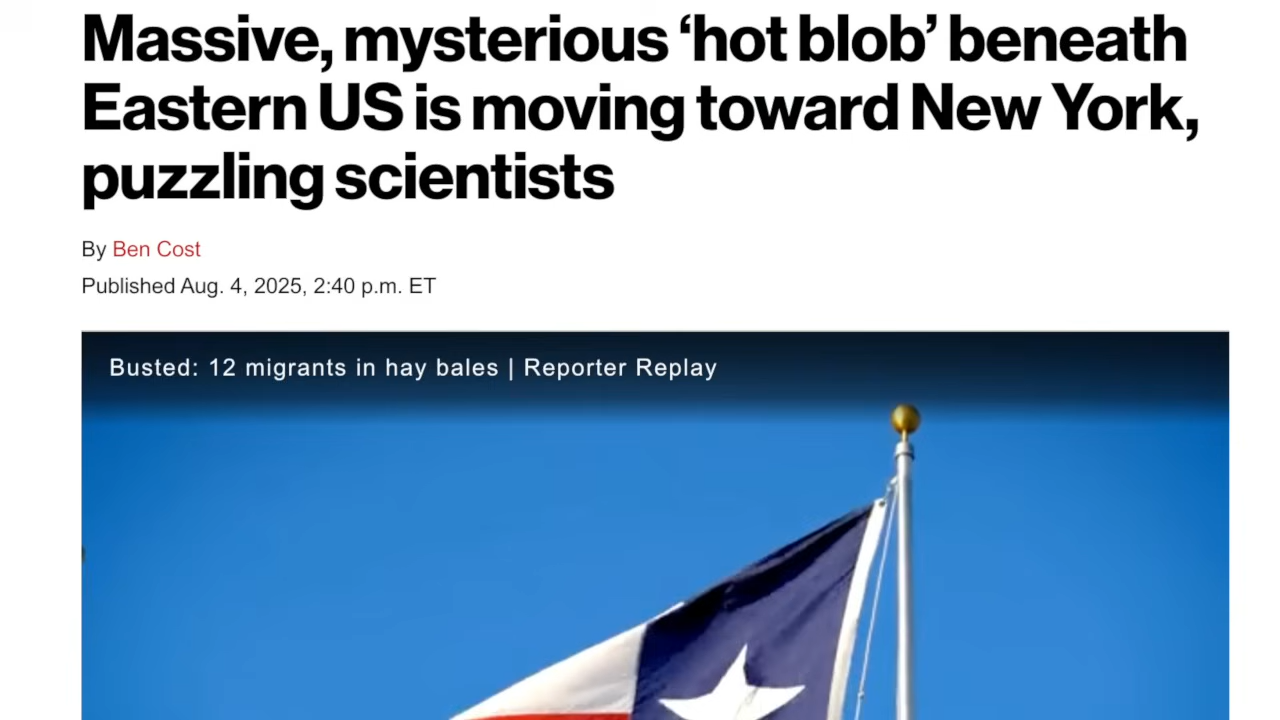 Massive, mysterious ‘hot blob’ beneath
Eastern US is moving toward New York,
puzzling scientists
By Ben Cost
Published Aug. 4, 2025, 2:40 p.m. ET
Busted: 12 migrants in hay bales | Reporter Replay